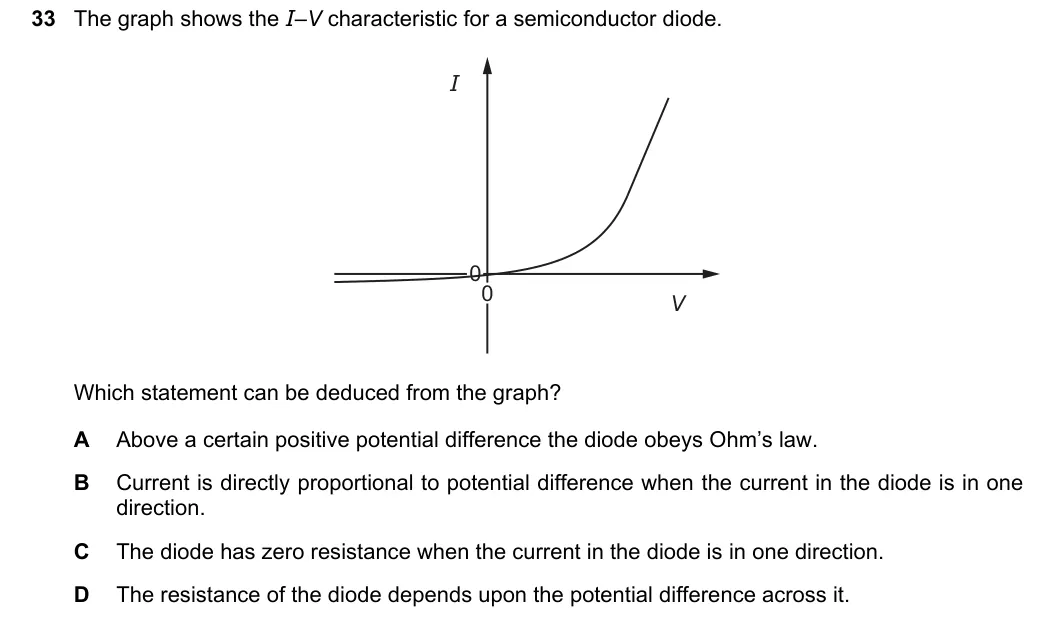 33 The graph shows the I–V characteristic for a semiconductor diode.
I
0
0
V
Which statement can be deduced from the graph?
A Above a certain positive potential difference the diode obeys Ohm's law.
B Current is directly proportional to potential difference when the current in the diode is in one
direction.
C The diode has zero resistance when the current in the diode is in one direction.
D The resistance of the diode depends upon the potential difference across it.